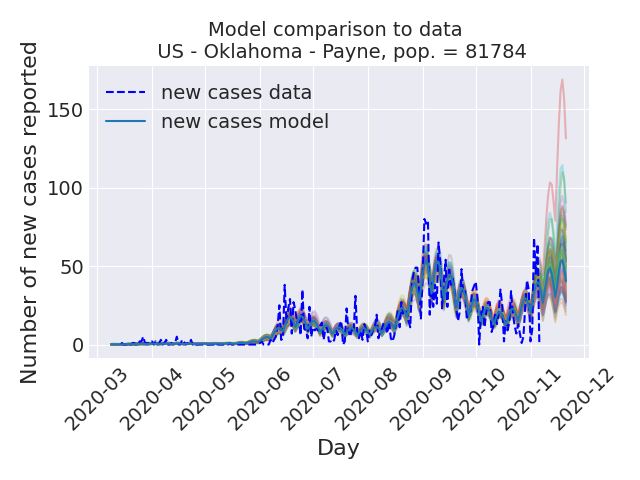 Model comparison to data
US - Oklahoma - Payne, pop. = 81784
Number of new cases reported
150
100
50
0
new cases data
new cases model
2020-03
2020-04
2020-05
2020-06
2020-07
2020-08
2020-09
2020-10
2020-11
2020-12
Day